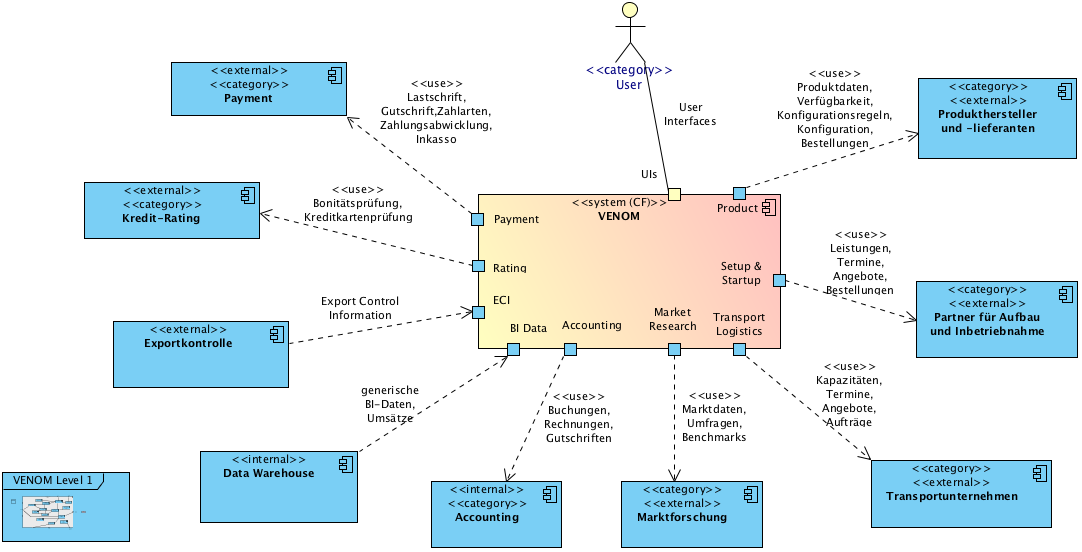 <<category>>
User
User
Interfaces
UIs
<<external>>
<<category>>
Payment
<<use>>
Lastschrift,
Gutschrift,Zahlarten,
Zahlungsabwicklung,
Inkasso
<<use>>
Produktdaten,
Verfügbarkeit,
Konfigurationsregeln,
Konfiguration,
Bestellungen
<<category>>
<<external>>
Produkthersteller
und -lieferanten
<<external>>
<<category>>
Kredit-Rating
<<use>>
Bonitätsprüfung,
Kreditkartenprüfung
<<system (CF)>>
VENOM
Product
Payment
Rating
ECI
BI Data
Accounting
Market
Research
Transport
Logistics
Setup &
Startup
<<use>>
Leistungen,
Termine,
Angebote,
Bestellungen
<<category>>
<<external>>
Partner für Aufbau
und Inbetriebnahme
<<external>>
Exportkontrolle
Export Control
Information
generische
BI-Daten,
Umsätze
<<use>>
Buchungen,
Rechnungen,
Gutschriften
<<use>>
Marktdaten,
Umfragen,
Benchmarks
<<use>>
Kapazitäten,
Termine,
Angebote,
Aufträge
<<internal>>
Data Warehouse
<<internal>>
<<category>>
Accounting
<<category>>
<<external>>
Marktforschung
<<category>>
<<external>>
Transportunternehmen
VENOM Level 1